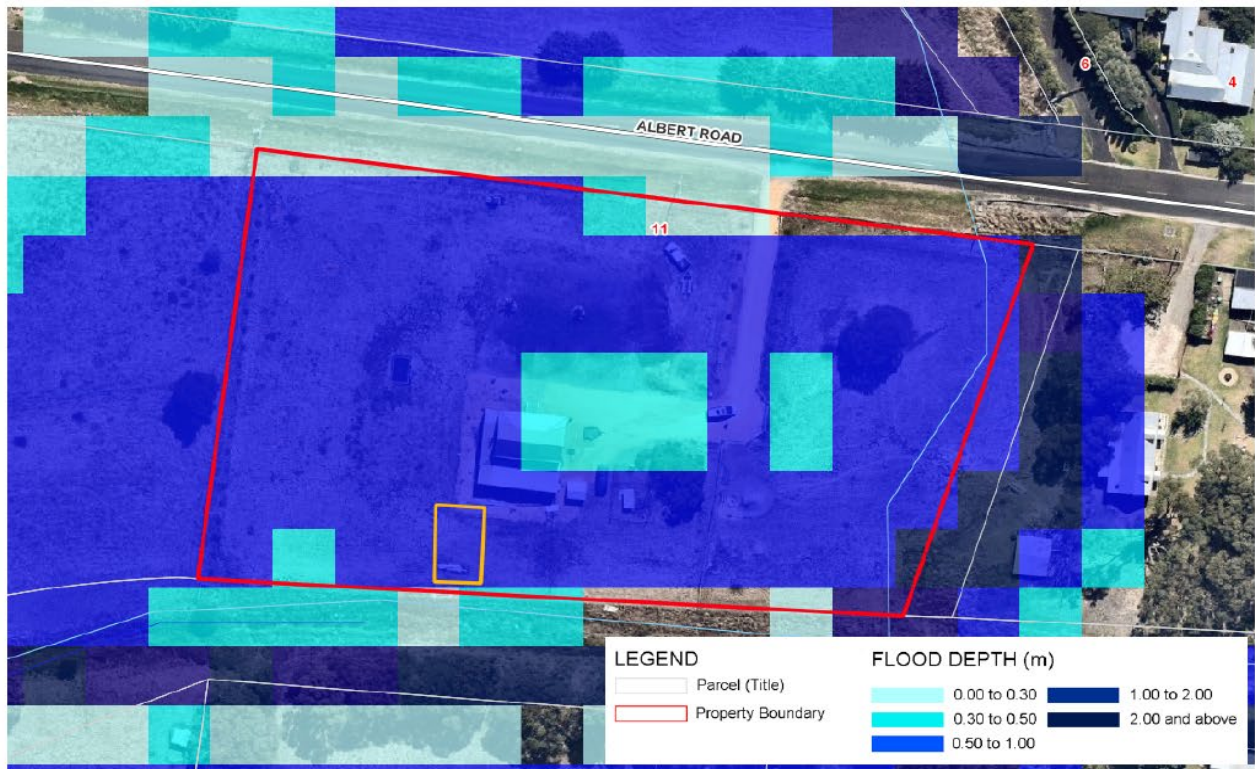 6
4
ALBERT ROAD
11
LEGEND
Parcel (Title)
Property Boundary
FLOOD DEPTH (m)
0.00 to 0.30
1.00 to 2.00
0.30 to 0.50
2.00 and above
0.50 to 1.00